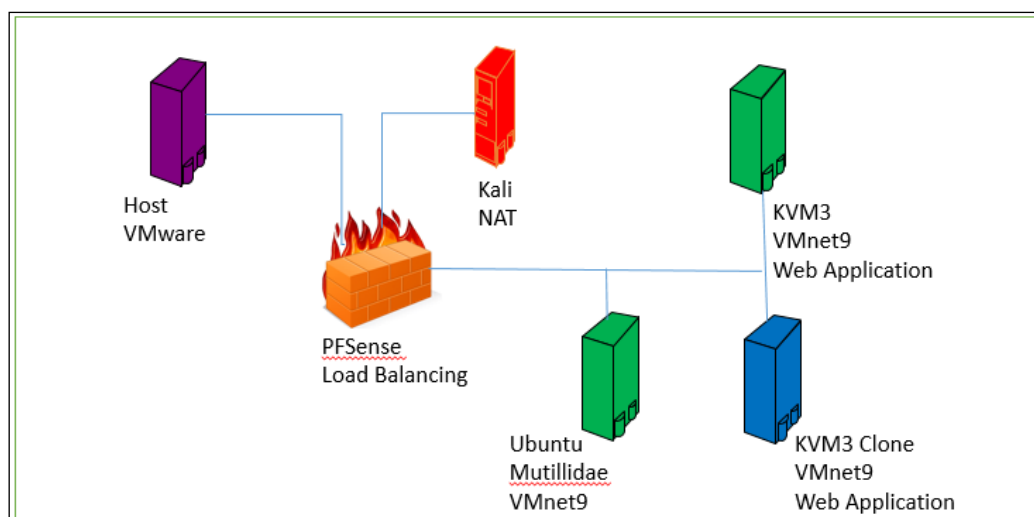 Host
VMware
Kali
NAT
KVM3
VMnet9
Web Application
PFSense
Load Balancing
Ubuntu
Mutillidae
VMnet9
KVM3 Clone
VMnet9
Web Application